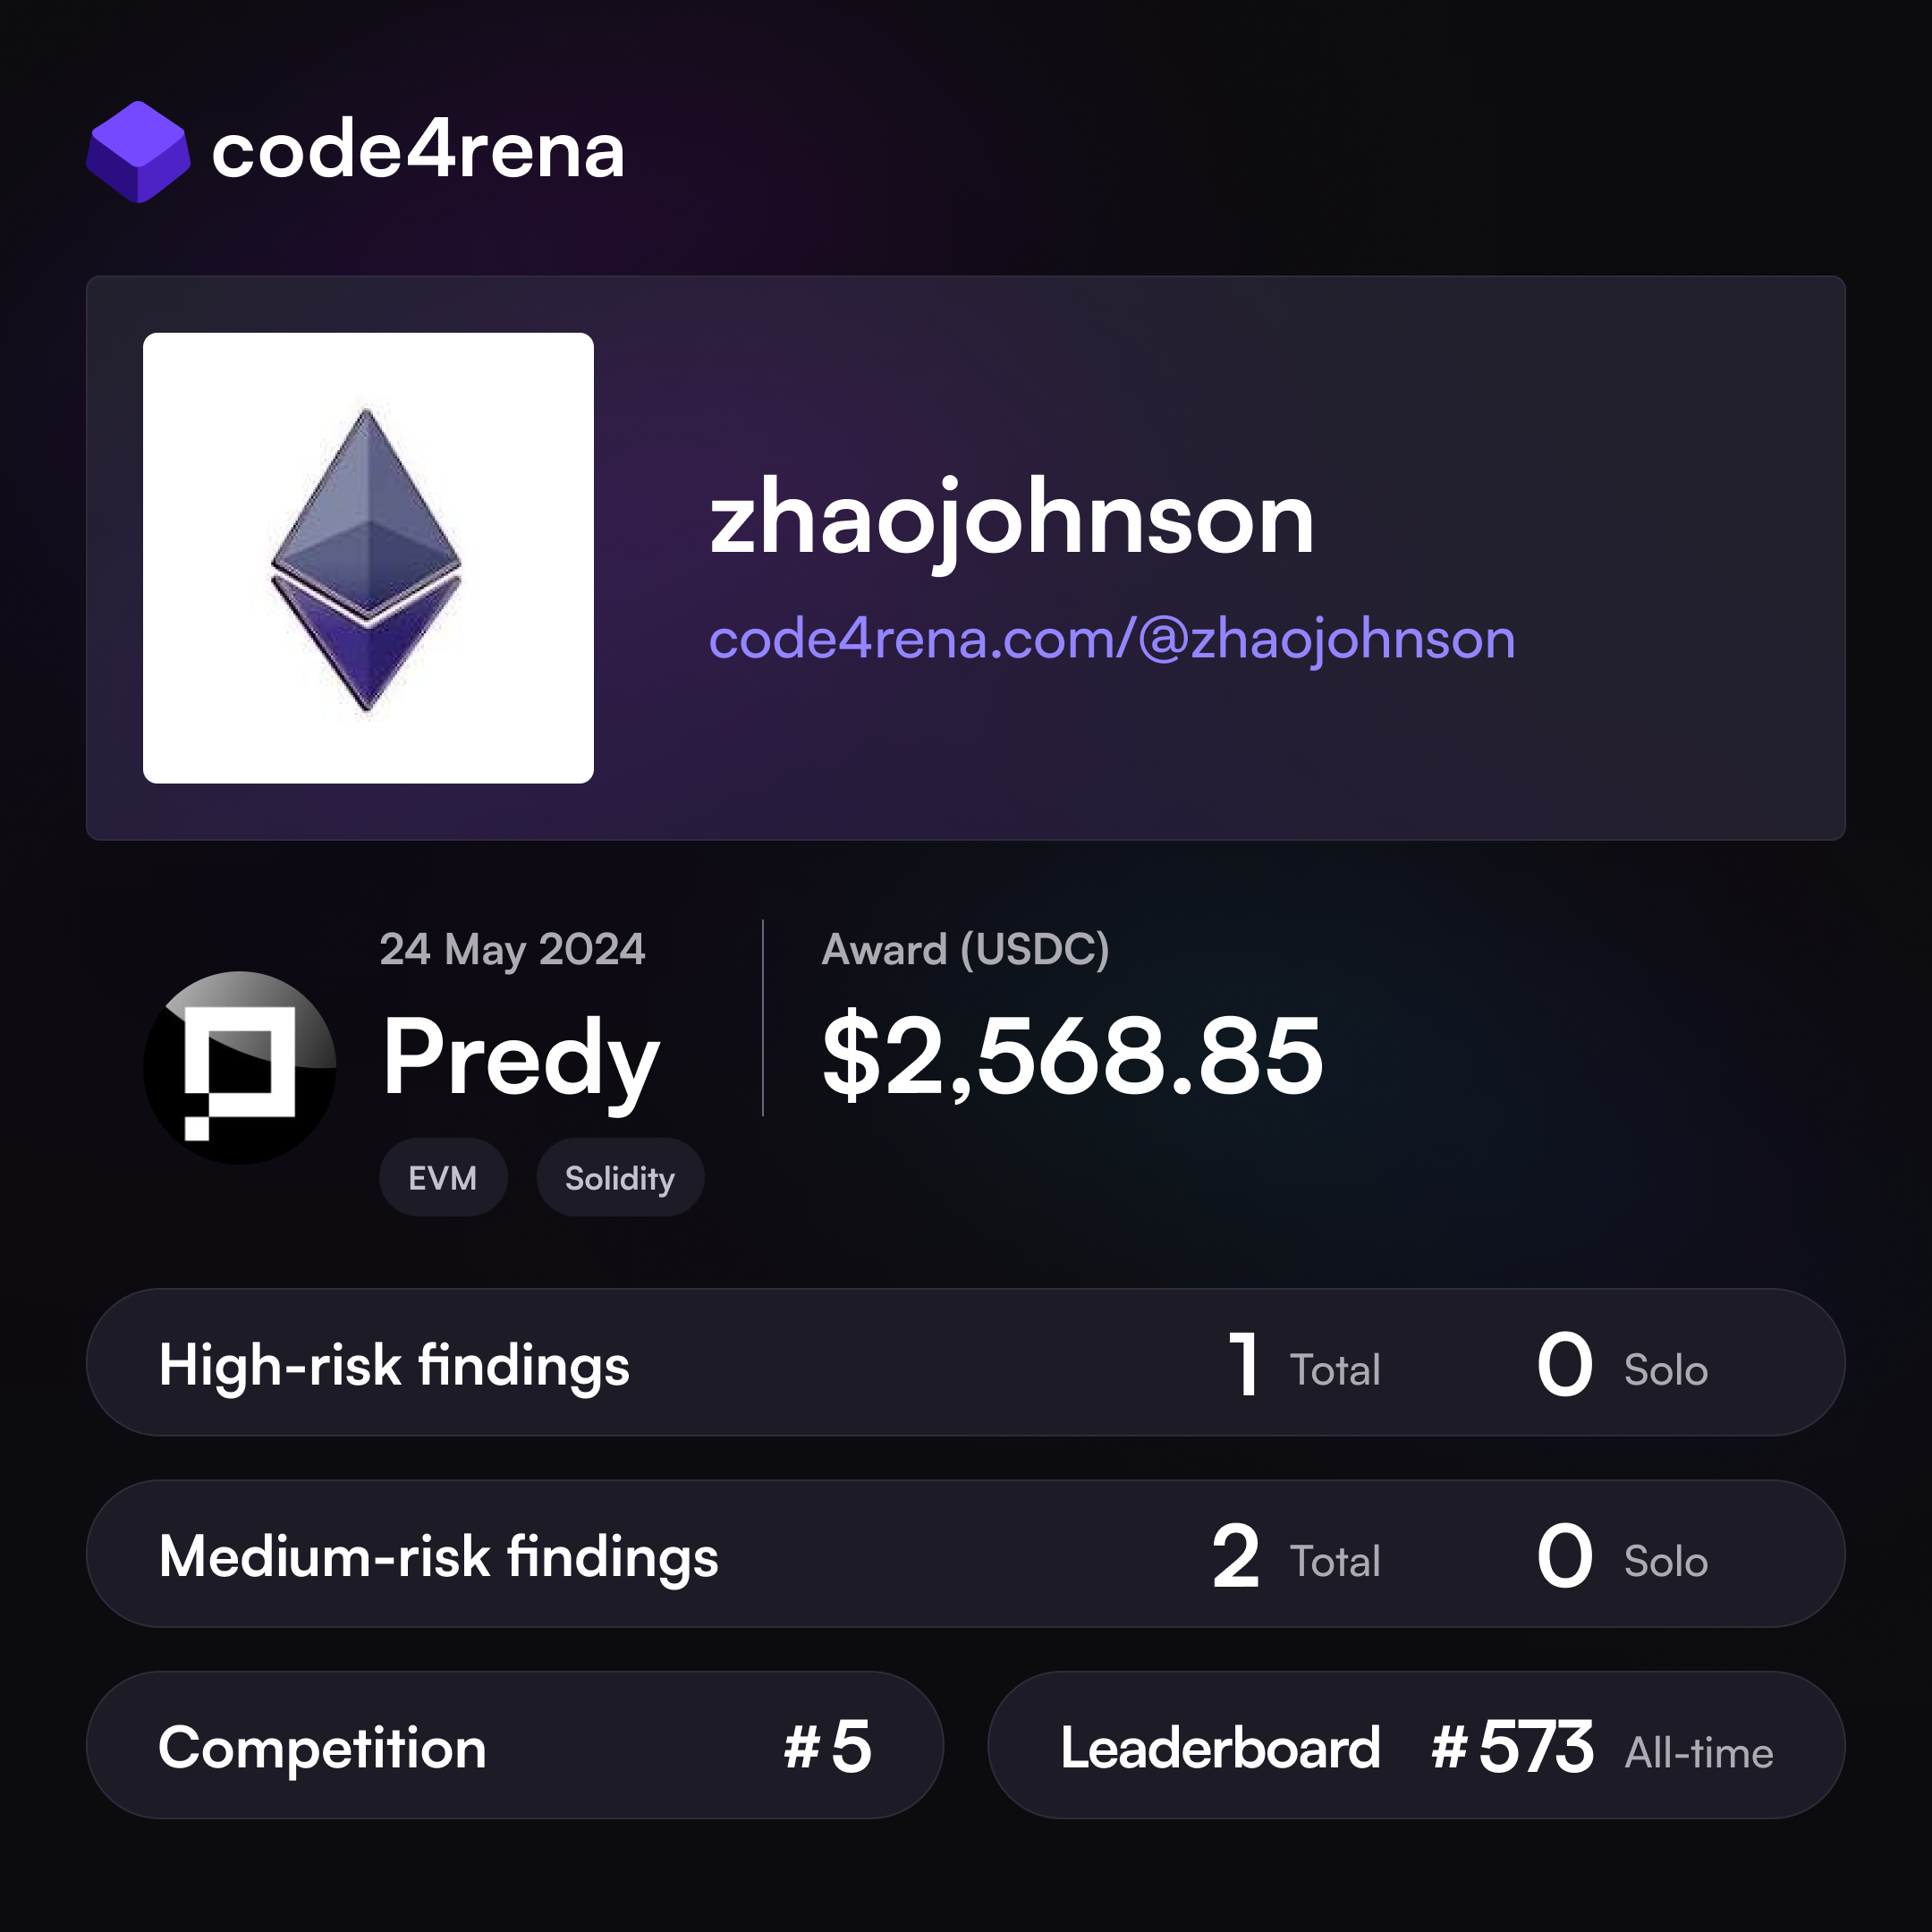 code4rena
zhaojohnson
code4rena.com/@zhaojohnson
24 May 2024
Predy
EVM Solidity
Award (USDC)
$2,568.85
High-risk findings 1 Total 0 Solo
Medium-risk findings 2 Total 0 Solo
Competition #5
Leaderboard #573 All-time